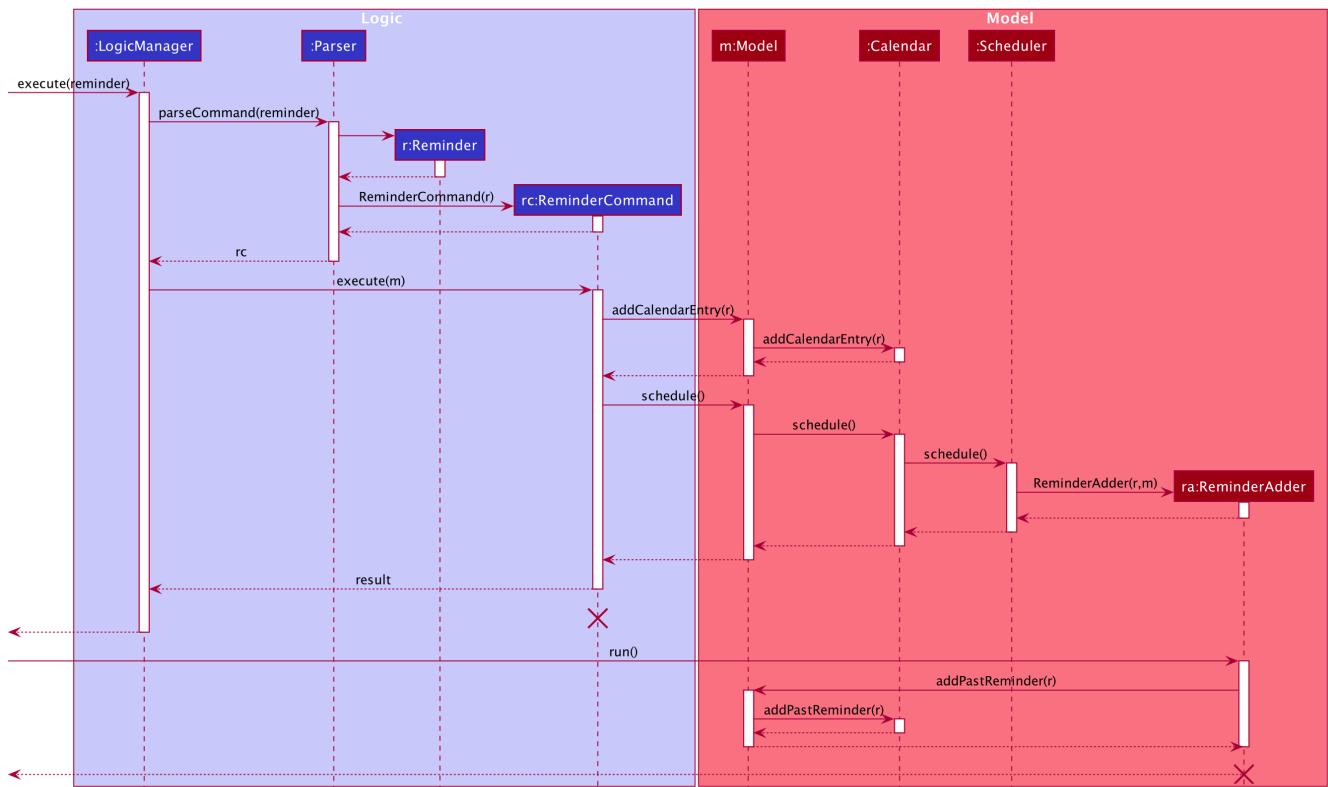 Logic
Model
:LogicManager
:Parser
m:Model
:Calendar
:Scheduler
execute(reminder)
parseCommand(reminder)
r:Reminder
ReminderCommand(r)
rc:ReminderCommand
rc
execute(m)
addCalendarEntry(r)
addCalendarEntry(r)
schedule()
schedule()
schedule()
ReminderAdder(r,m)
ra:ReminderAdder
result
run()
addPastReminder(r)
addPastReminder(r)